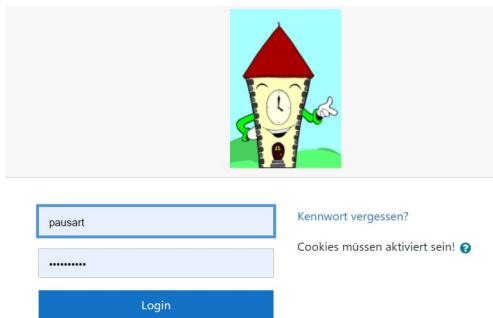 pausart
Kennwort vergessen?
Cookies müssen aktiviert sein!
••••••••••
Login